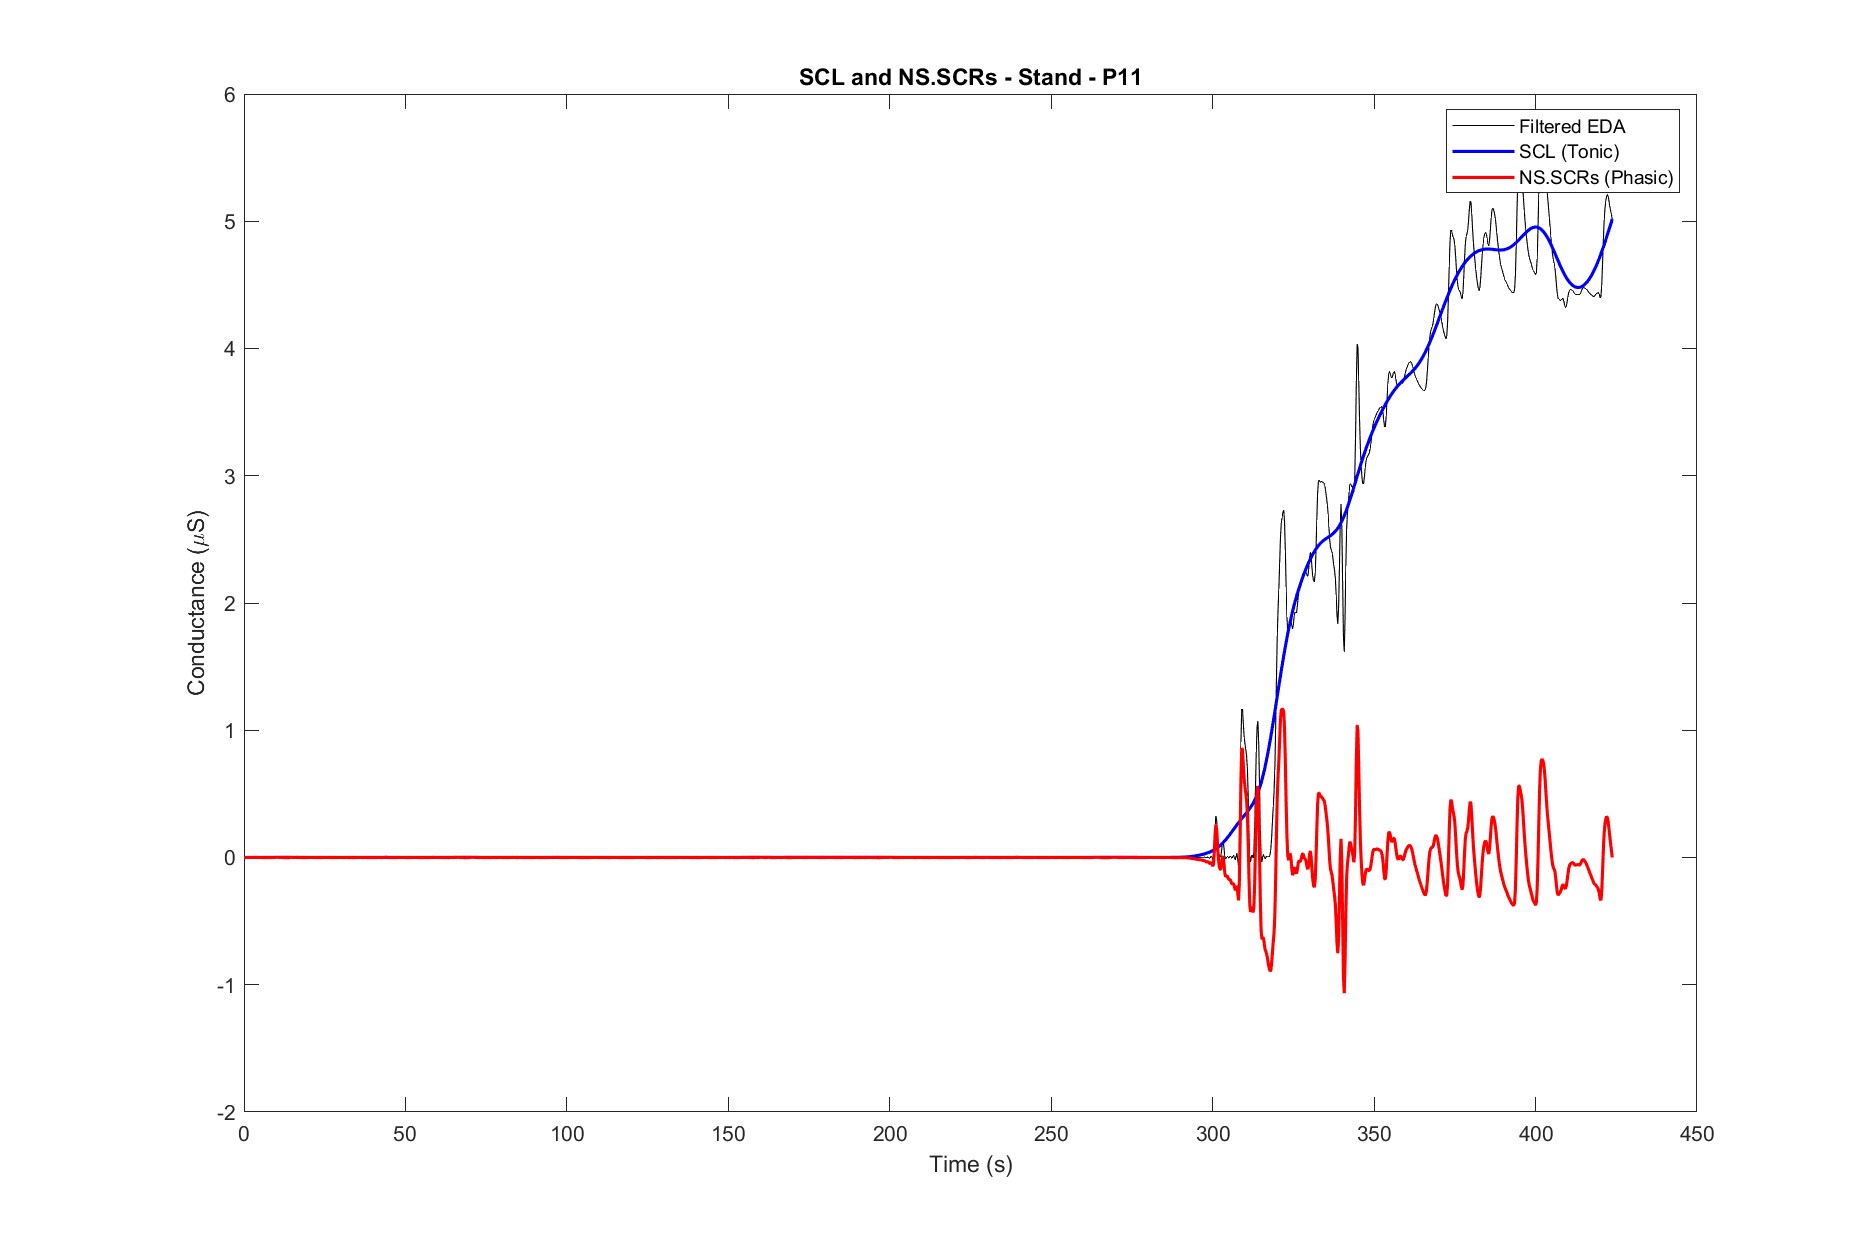 SCL and NS.SCRs - Stand - P11
Filtered EDA
SCL (Tonic)
NS.SCRs (Phasic)
6
5
4
3
2
1
0
-1
-2
Conductance (μS)
0 50 100 150 200 250 300 350 400 450
Time (s)